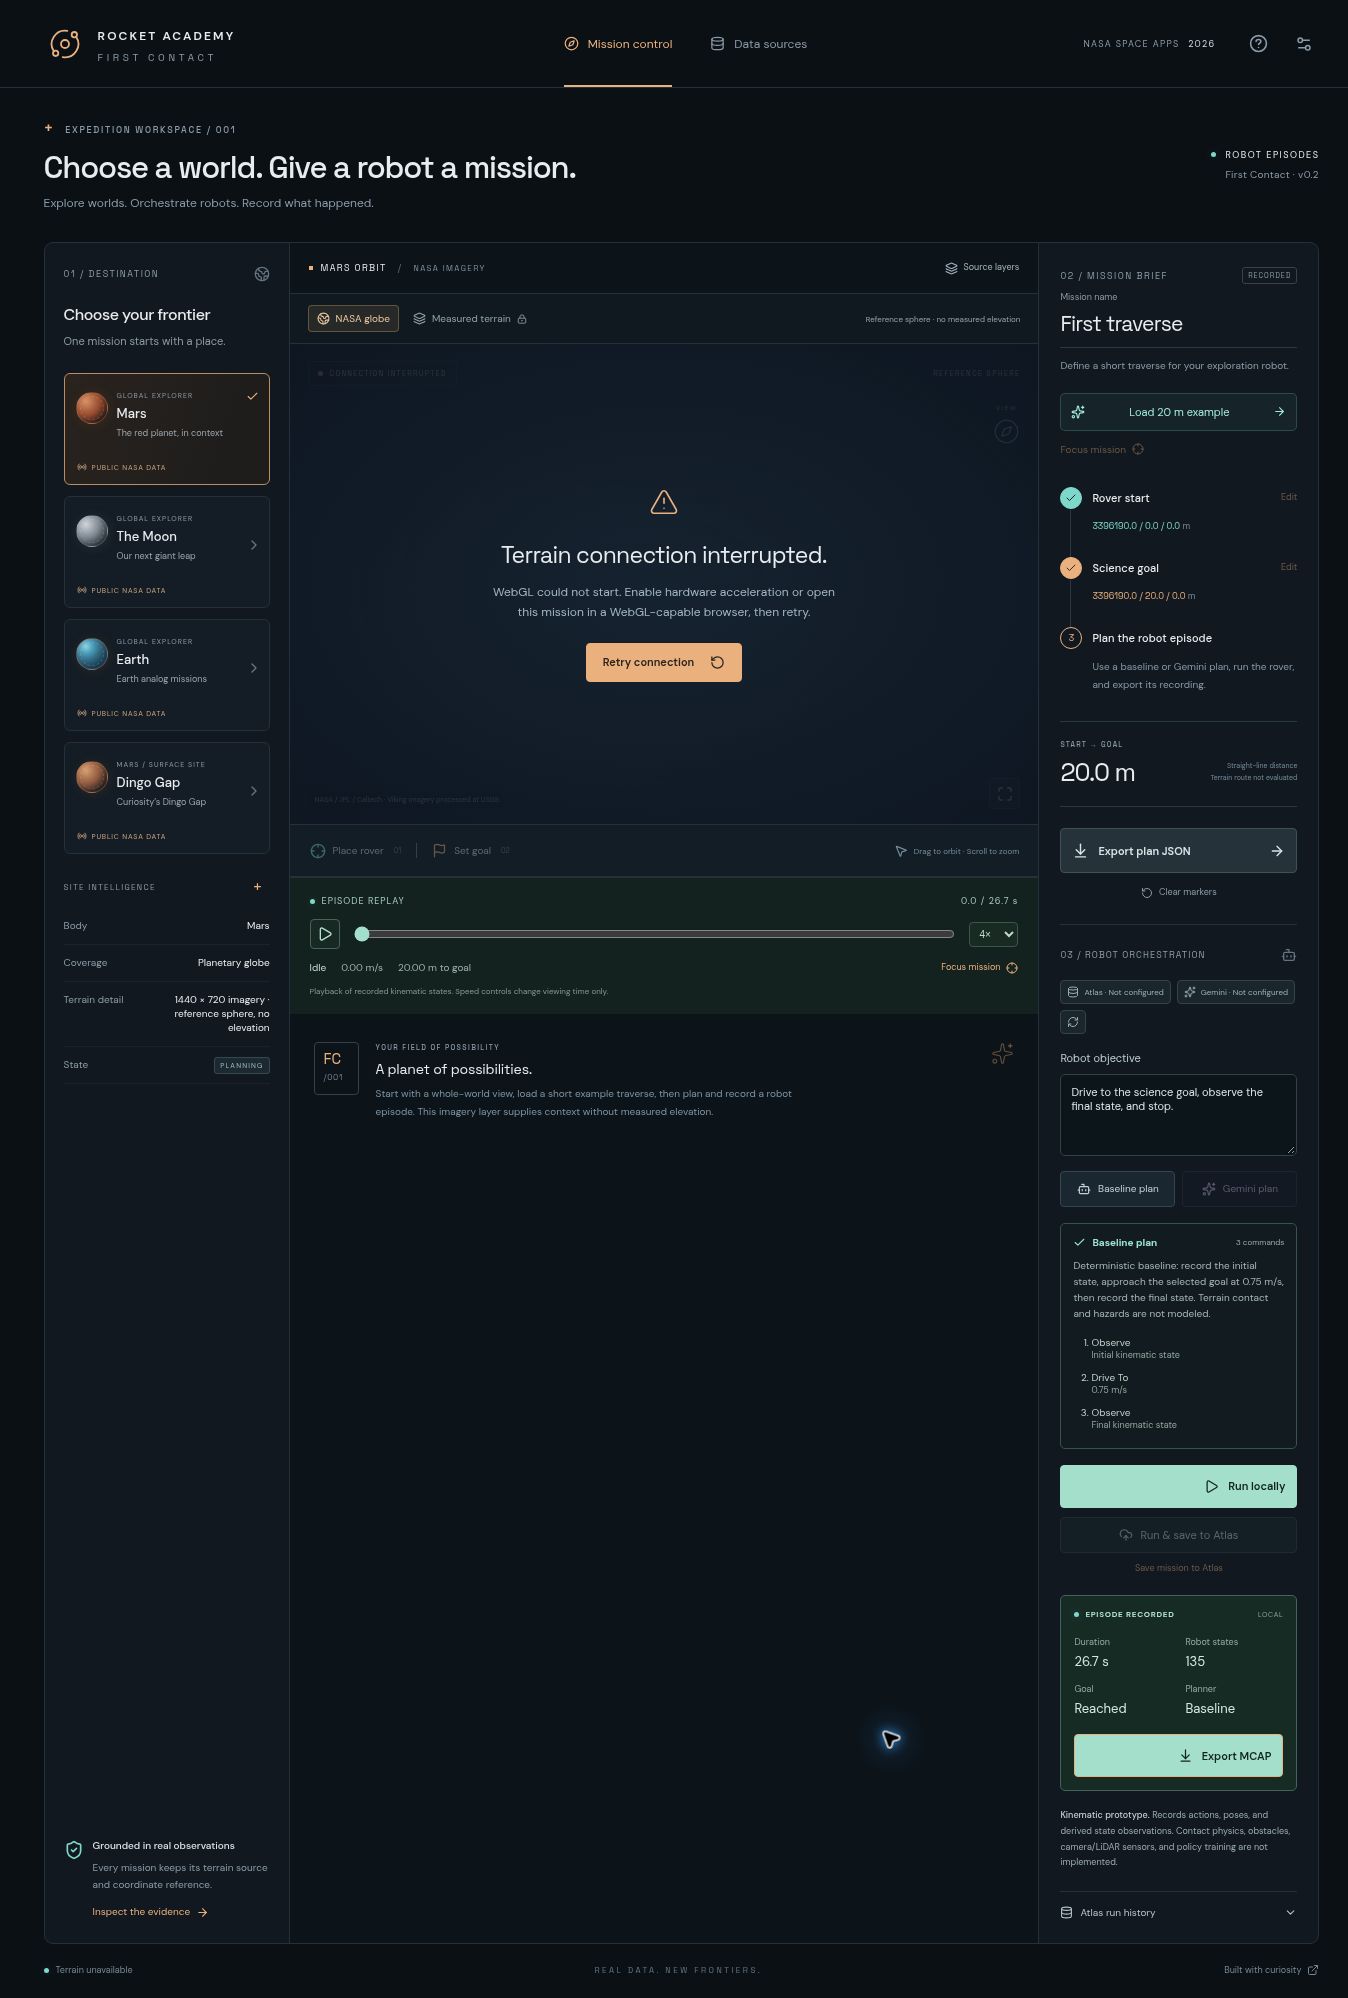 ROCKET ACADEMY
FIRST CONTACT
Mission control
Data sources
NASA SPACE APPS 2026
+ EXPEDITION WORKSPACE / 001
Choose a world. Give a robot a mission.
Explore worlds. Orchestrate robots. Record what happened.
ROBOT EPISODES
First Contact · v0.2
01 / DESTINATION
Choose your frontier
One mission starts with a place.
GLOBAL EXPLORER
Mars
The red planet, in context
PUBLIC NASA DATA
GLOBAL EXPLORER
The Moon
Our next giant leap
PUBLIC NASA DATA
GLOBAL EXPLORER
Earth
Earth analog missions
PUBLIC NASA DATA
MARS / SURFACE SITE
Dingo Gap
Curiosity's Dingo Gap
PUBLIC NASA DATA
SITE INTELLIGENCE +
Body Mars
Coverage Planetary globe
Terrain detail 1440 × 720 imagery ·
reference sphere, no
elevation
State PLANNING
Grounded in real observations
Every mission keeps its terrain source
and coordinate reference.
Inspect the evidence →
MARS ORBIT / NASA IMAGERY
Source layers
NASA globe
Measured terrain
Reference sphere · no measured elevation
CONNECTION INTERRUPTED
REFERENCE SPHERE
VIEW
Terrain connection interrupted.
WebGL could not start. Enable hardware acceleration or open
this mission in a WebGL-capable browser, then retry.
Retry connection
NASA / JPL / Caltech · Viking imagery processed at USGS
Place rover 01
Set goal 02
Drag to orbit · Scroll to zoom
EPISODE REPLAY
0.0 / 26.7 s
4×
Idle 0.00 m/s 20.00 m to goal
Focus mission
Playback of recorded kinematic states. Speed controls change viewing time only.
FC
/001
YOUR FIELD OF POSSIBILITY
A planet of possibilities.
Start with a whole-world view, load a short example traverse, then plan and record a robot
episode. This imagery layer supplies context without measured elevation.
02 / MISSION BRIEF
RECORDED
Mission name
First traverse
Define a short traverse for your exploration robot.
Load 20 m example →
Focus mission
Rover start Edit
3396190.0 / 0.0 / 0.0 m
Science goal Edit
3396190.0 / 20.0 / 0.0 m
3 Plan the robot episode
Use a baseline or Gemini plan, run the rover,
and export its recording.
START → GOAL
20.0 m
Straight-line distance
Terrain route not evaluated
Export plan JSON →
Clear markers
03 / ROBOT ORCHESTRATION
Atlas · Not configured
Gemini · Not configured
Robot objective
Drive to the science goal, observe the
final state, and stop.
Baseline plan
Gemini plan
Baseline plan 3 commands
Deterministic baseline: record the initial
state, approach the selected goal at 0.75 m/s,
then record the final state. Terrain contact
and hazards are not modeled.
1. Observe
Initial kinematic state
2. Drive To
0.75 m/s
3. Observe
Final kinematic state
Run locally
Run & save to Atlas
Save mission to Atlas
EPISODE RECORDED LOCAL
Duration Robot states
26.7 s 135
Goal Planner
Reached Baseline
Export MCAP
Kinematic prototype. Records actions, poses, and
derived state observations. Contact physics, obstacles,
camera/LiDAR sensors, and policy training are not
implemented.
Atlas run history
Terrain unavailable
REAL DATA. NEW FRONTIERS.
Built with curiosity